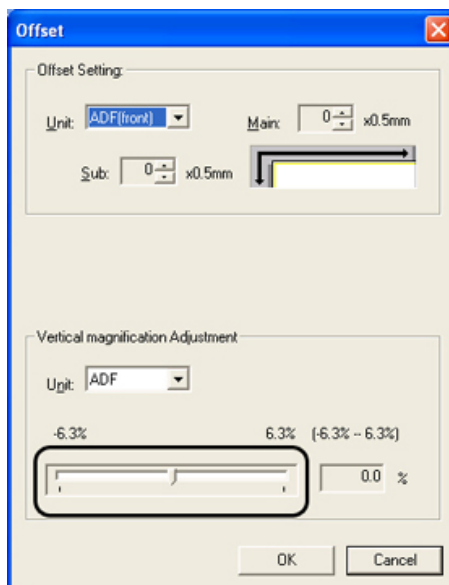 Offset
Offset Setting:
Unit: ADF(front) Main: 0 x0.5mm
Sub: 0 x0.5mm
Vertical magnification Adjustment
Unit: ADF
-6.3% 6.3% (-6.3% -- 6.3%)
0.0 %
OK Cancel